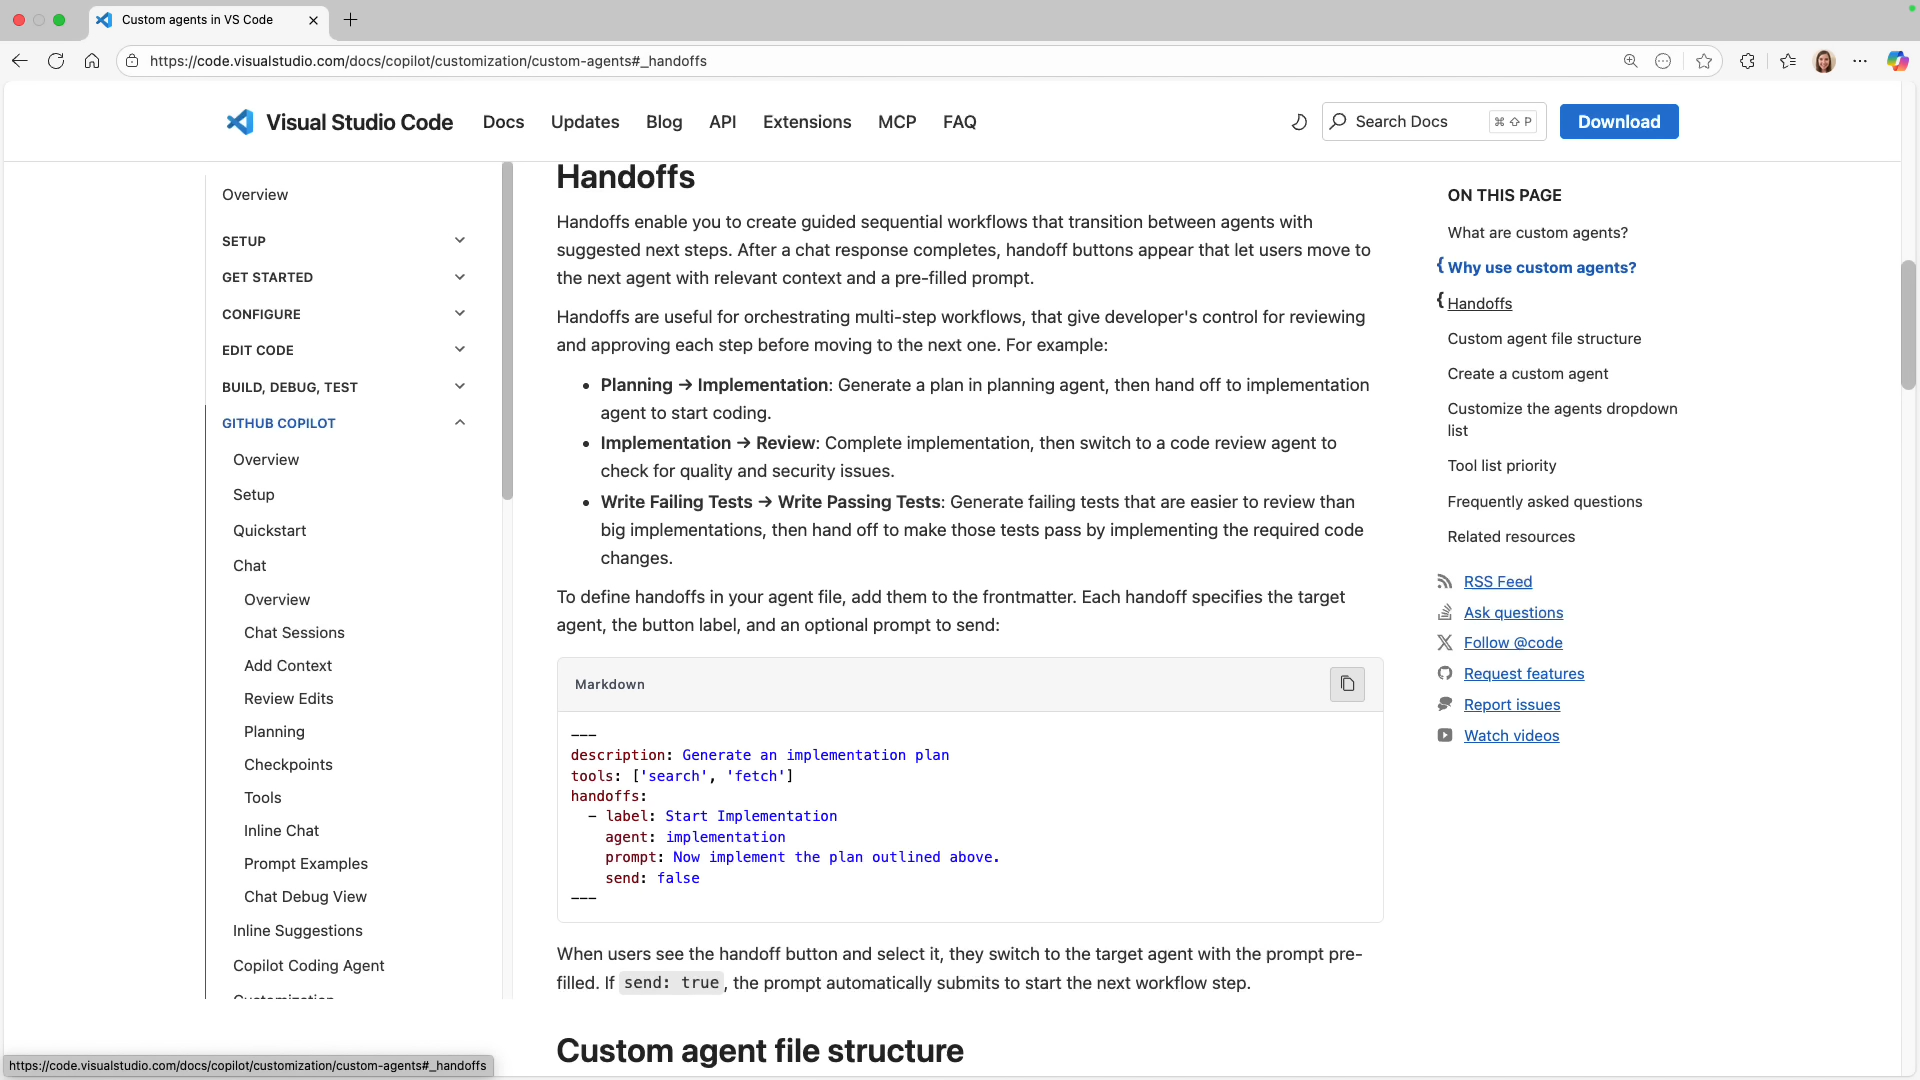 Custom agents in VS Code
https://code.visualstudio.com/docs/copilot/customization/custom-agents#_handoffs
Visual Studio Code
Docs
Updates
Blog
API
Extensions
MCP
FAQ
Search Docs
⌘ ⇧ P
Download
Overview
SETUP
GET STARTED
CONFIGURE
EDIT CODE
BUILD, DEBUG, TEST
GITHUB COPILOT
Overview
Setup
Quickstart
Chat
Overview
Chat Sessions
Add Context
Review Edits
Planning
Checkpoints
Tools
Inline Chat
Prompt Examples
Chat Debug View
Inline Suggestions
Copilot Coding Agent
Customization
Handoffs
Handoffs enable you to create guided sequential workflows that transition between agents with
suggested next steps. After a chat response completes, handoff buttons appear that let users move to
the next agent with relevant context and a pre-filled prompt.
Handoffs are useful for orchestrating multi-step workflows, that give developer's control for reviewing
and approving each step before moving to the next one. For example:
• Planning → Implementation: Generate a plan in planning agent, then hand off to implementation
agent to start coding.
• Implementation → Review: Complete implementation, then switch to a code review agent to
check for quality and security issues.
• Write Failing Tests → Write Passing Tests: Generate failing tests that are easier to review than
big implementations, then hand off to make those tests pass by implementing the required code
changes.
To define handoffs in your agent file, add them to the frontmatter. Each handoff specifies the target
agent, the button label, and an optional prompt to send:
Markdown
---
description: Generate an implementation plan
tools: ['search', 'fetch']
handoffs:
  - label: Start Implementation
    agent: implementation
    prompt: Now implement the plan outlined above.
    send: false
---
When users see the handoff button and select it, they switch to the target agent with the prompt pre-
filled. If send: true, the prompt automatically submits to start the next workflow step.
Custom agent file structure
ON THIS PAGE
What are custom agents?
{ Why use custom agents?
{ Handoffs
Custom agent file structure
Create a custom agent
Customize the agents dropdown
list
Tool list priority
Frequently asked questions
Related resources
RSS Feed
Ask questions
Follow @code
Request features
Report issues
Watch videos
https://code.visualstudio.com/docs/copilot/customization/custom-agents#_handoffs